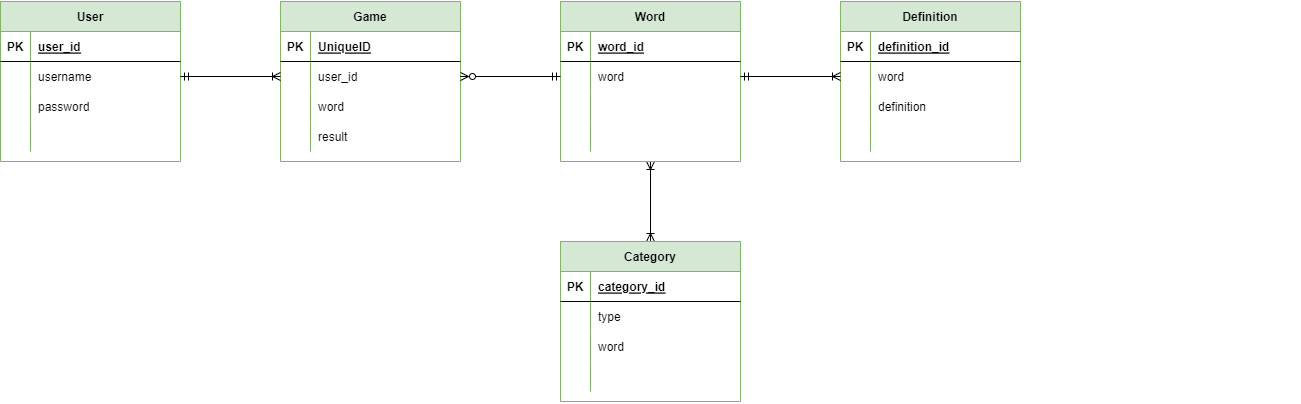 User
PK user_id
username
password
Game
PK UniqueID
user_id
word
result
Word
PK word_id
word
Definition
PK definition_id
word
definition
Category
PK category_id
type
word